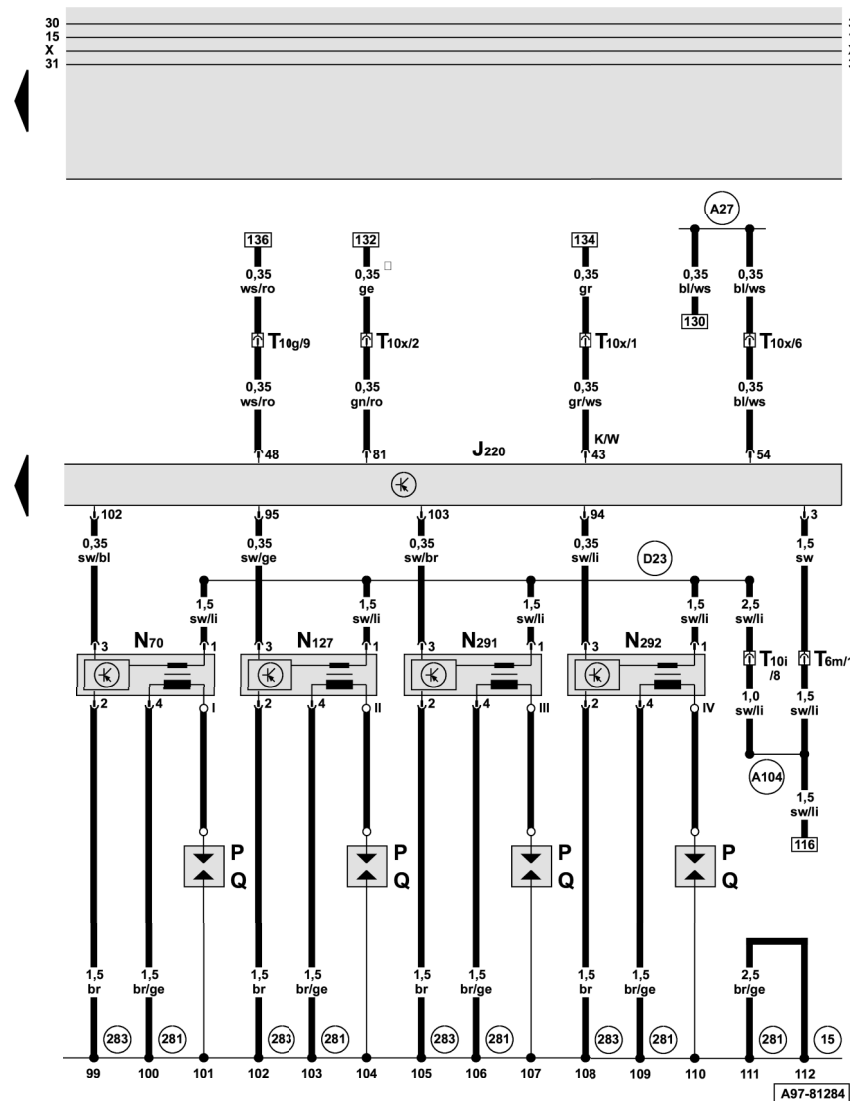 30
15
X
31
A27
136 132 134
0,35 0,35 0,35 0,35 0,35
ws/ro ge gr bl/ws bl/ws
130
T10g/9 T10x/2 T10x/1 T10x/6
0,35 0,35 0,35 0,35
ws/ro gn/ro gr/ws bl/ws
K/W
48 81 J220 43 54
102 95 103 94 3
0,35 0,35 0,35 0,35 1,5
sw/bl sw/ge sw/br sw/li sw
D23
1,5 1,5 1,5 1,5 2,5
sw/li sw/li sw/li sw/li sw/li
3 N70 1 3 N127 1 3 N291 1 3 N292 1
T10i T6m/1
/8
1,0 1,5
sw/li sw/li
2 4 I 2 4 II 2 4 III 2 4 IV
A104
1,5
sw/li
116
P P P P
Q Q Q Q
1,5 1,5 1,5 1,5 1,5 1,5 1,5 1,5 2,5
br br/ge br br/ge br br/ge br br/ge br/ge
283 281 283 281 283 281 283 281 281 15
99 100 101 102 103 104 105 106 107 108 109 110 111 112
A97-81284